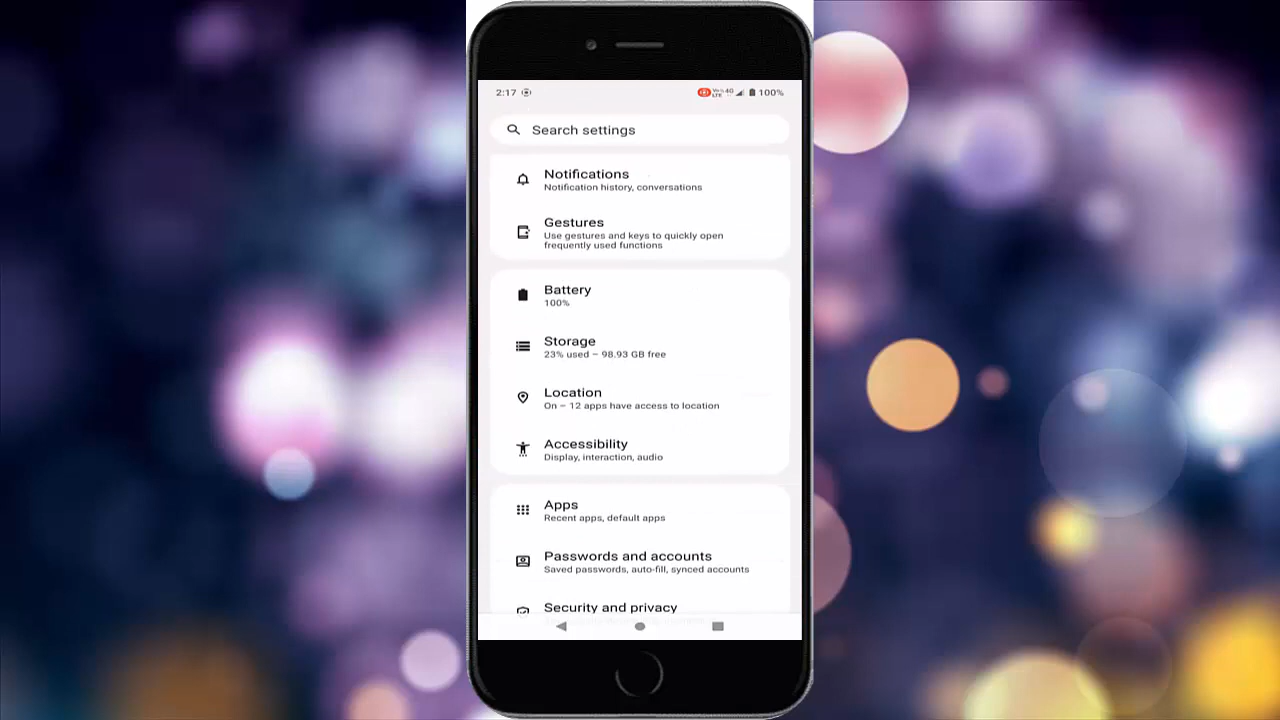 2:17
Vo 4G
LTE
100%
Search settings
Notifications
Notification history, conversations
Gestures
Use gestures and keys to quickly open
frequently used functions
Battery
100%
Storage
23% used – 98.93 GB free
Location
On – 12 apps have access to location
Accessibility
Display, interaction, audio
Apps
Recent apps, default apps
Passwords and accounts
Saved passwords, auto-fill, synced accounts
Security and privacy